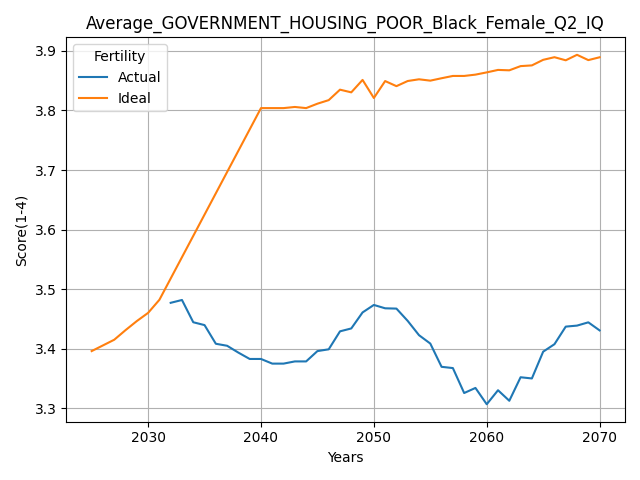 Average_GOVERNMENT_HOUSING_POOR_Black_Female_Q2_IQ
Fertility
Actual
Ideal
Score(1-4)
3.9
3.8
3.7
3.6
3.5
3.4
3.3
2030 2040 2050 2060 2070
Years